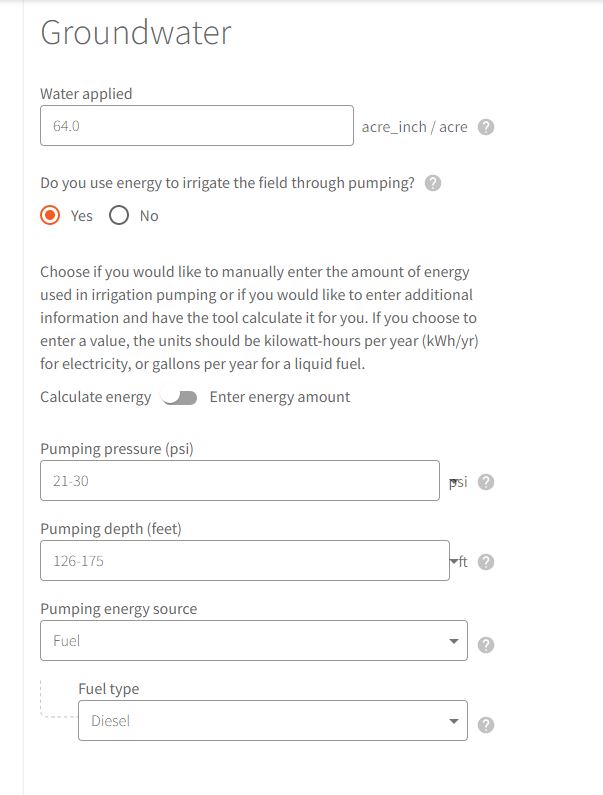 Groundwater
Water applied
64.0 acre_inch / acre ?
Do you use energy to irrigate the field through pumping? ?
Yes No
Choose if you would like to manually enter the amount of energy
used in irrigation pumping or if you would like to enter additional
information and have the tool calculate it for you. If you choose to
enter a value, the units should be kilowatt-hours per year (kWh/yr)
for electricity, or gallons per year for a liquid fuel.
Calculate energy Enter energy amount
Pumping pressure (psi)
21-30 psi ?
Pumping depth (feet)
126-175 ft ?
Pumping energy source
Fuel ?
Fuel type
Diesel ?